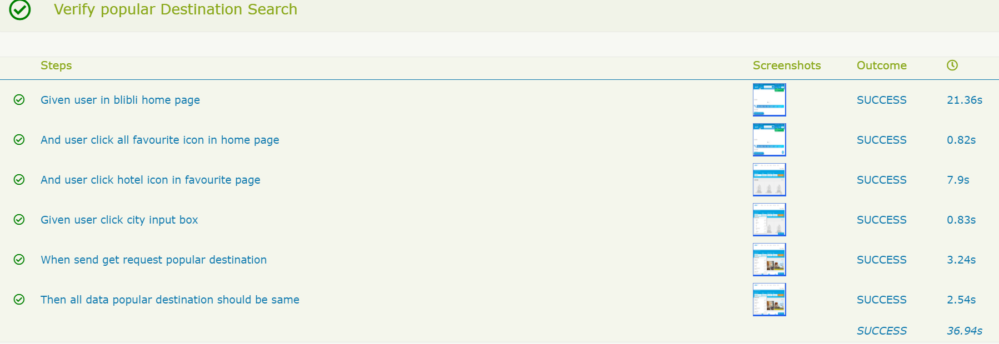 Verify popular Destination Search
Steps Screenshots Outcome
Given user in blibli home page SUCCESS 21.36s
And user click all favourite icon in home page SUCCESS 0.82s
And user click hotel icon in favourite page SUCCESS 7.9s
Given user click city input box SUCCESS 0.83s
When send get request popular destination SUCCESS 3.24s
Then all data popular destination should be same SUCCESS 2.54s
SUCCESS 36.94s